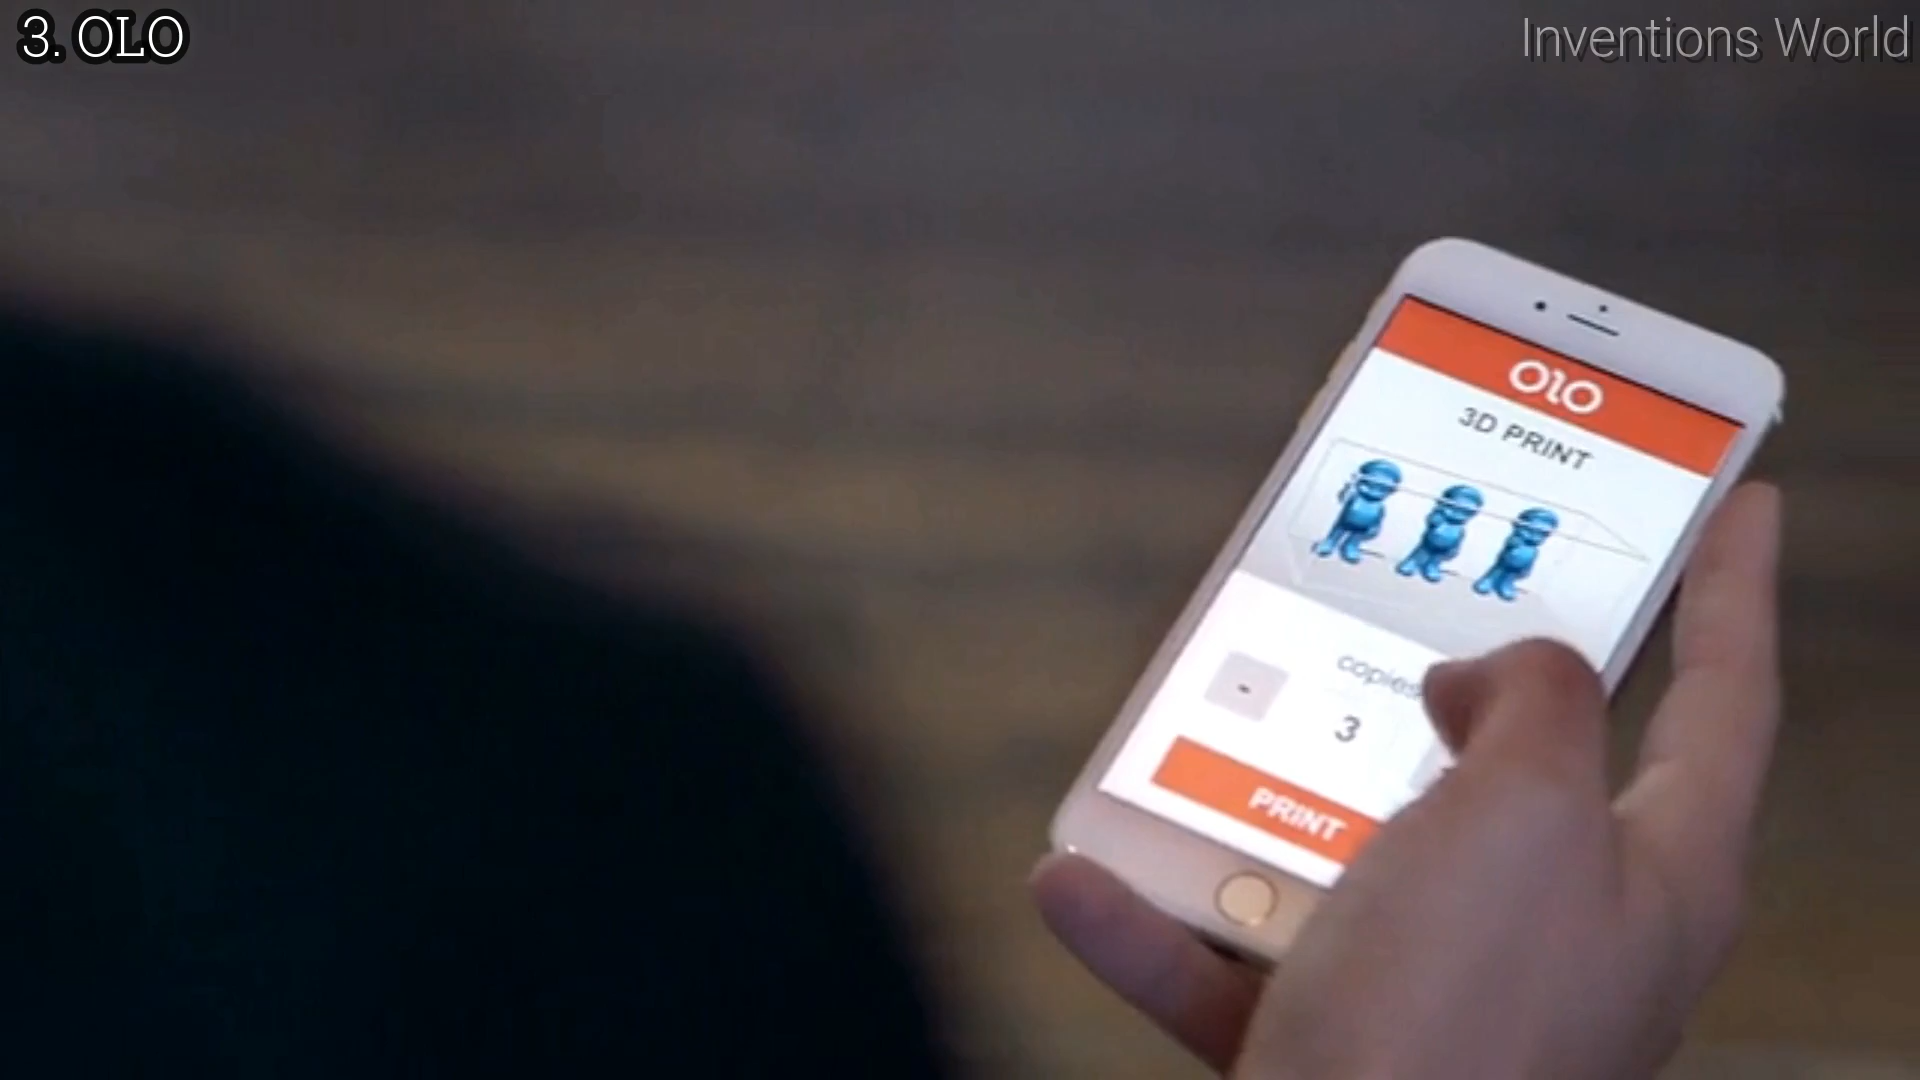 3. OLO
Inventions World
OLO
3D PRINT
copies
-
3
PRINT